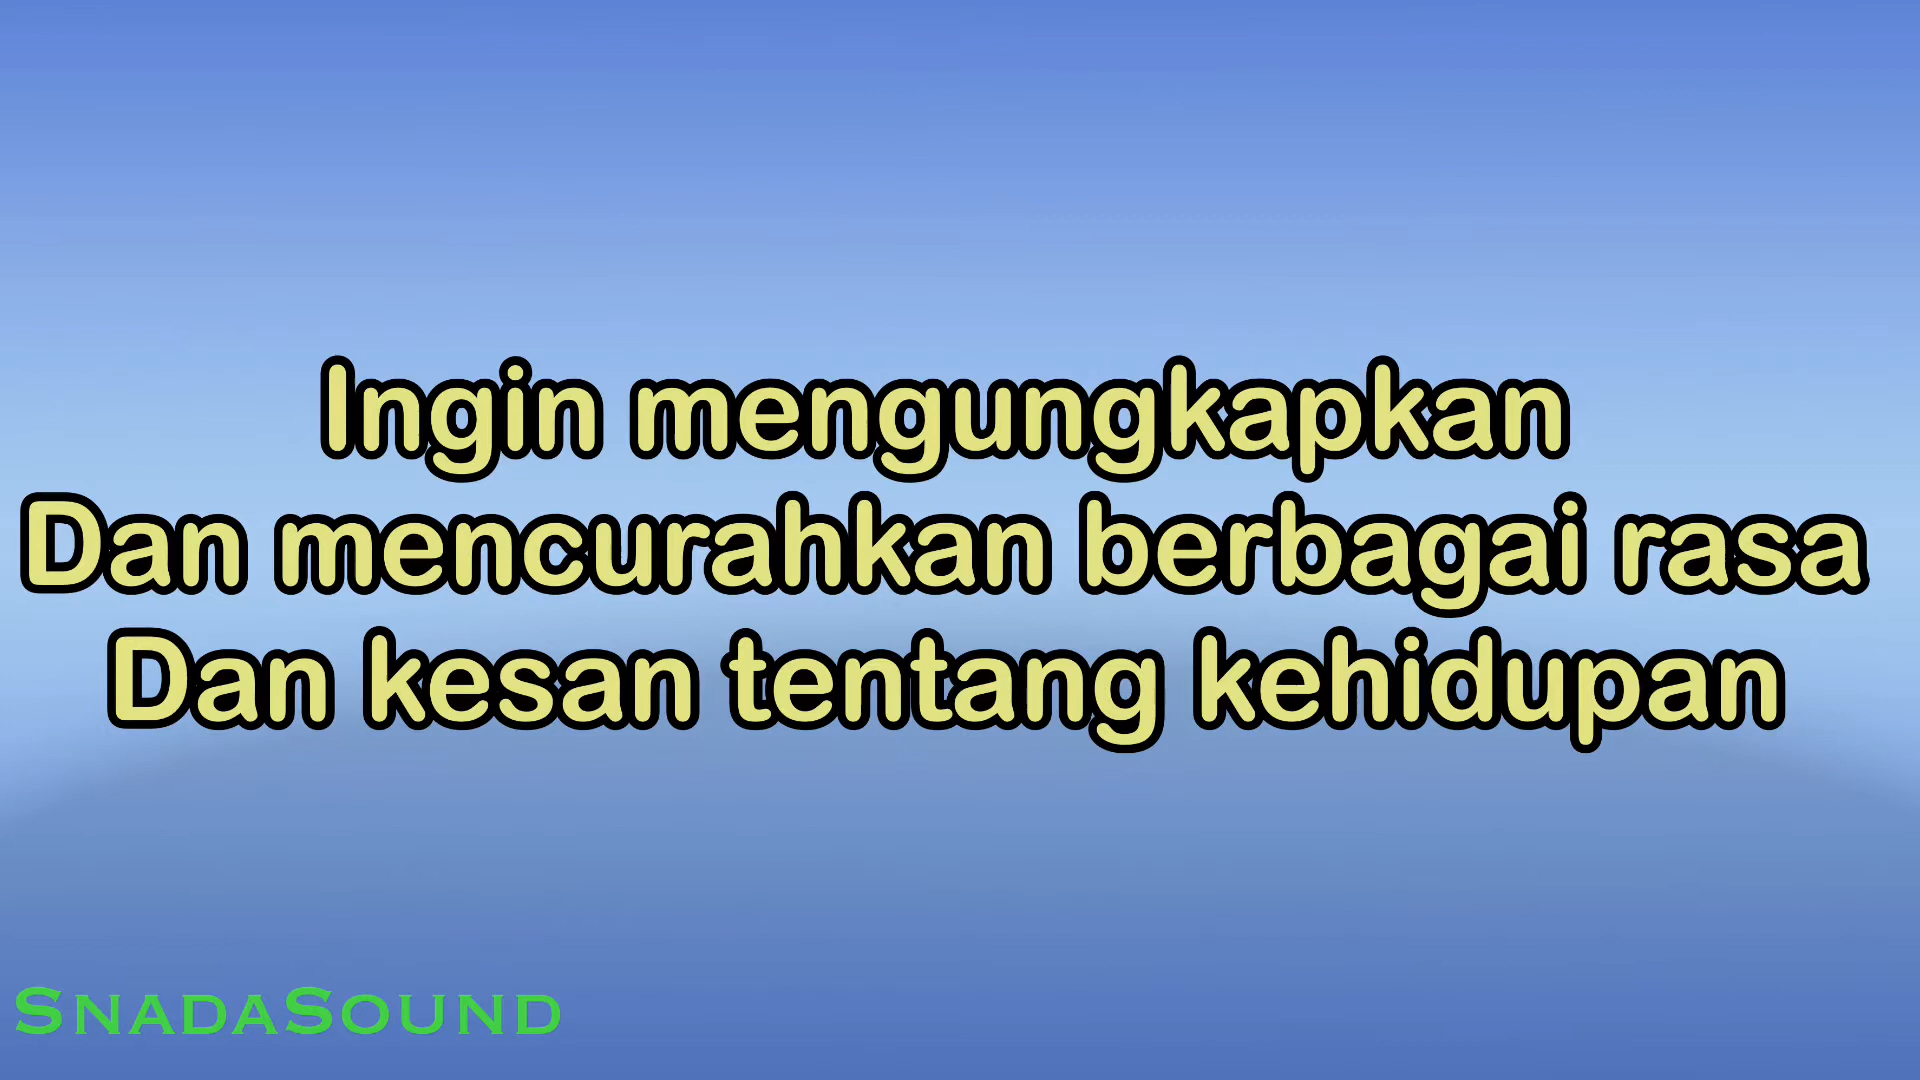 Ingin mengungkapkan
Dan mencurahkan berbagai rasa
Dan kesan tentang kehidupan
SNADASOUND